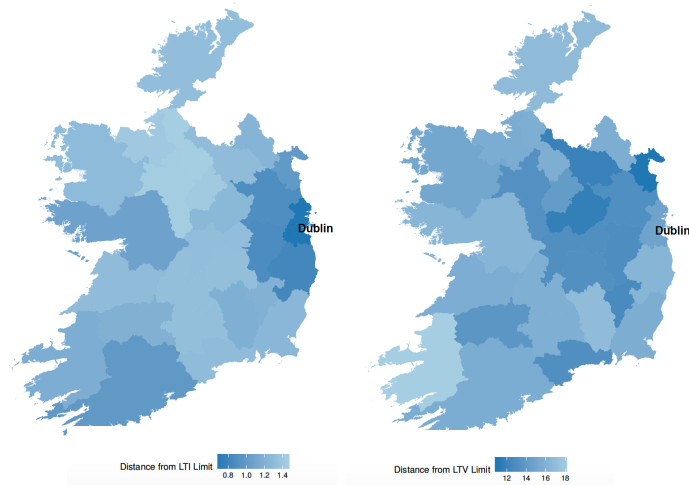 Dublin
Dublin
Distance from LTI Limit
0.8 1.0 1.2 1.4
Distance from LTV Limit
12 14 16 18